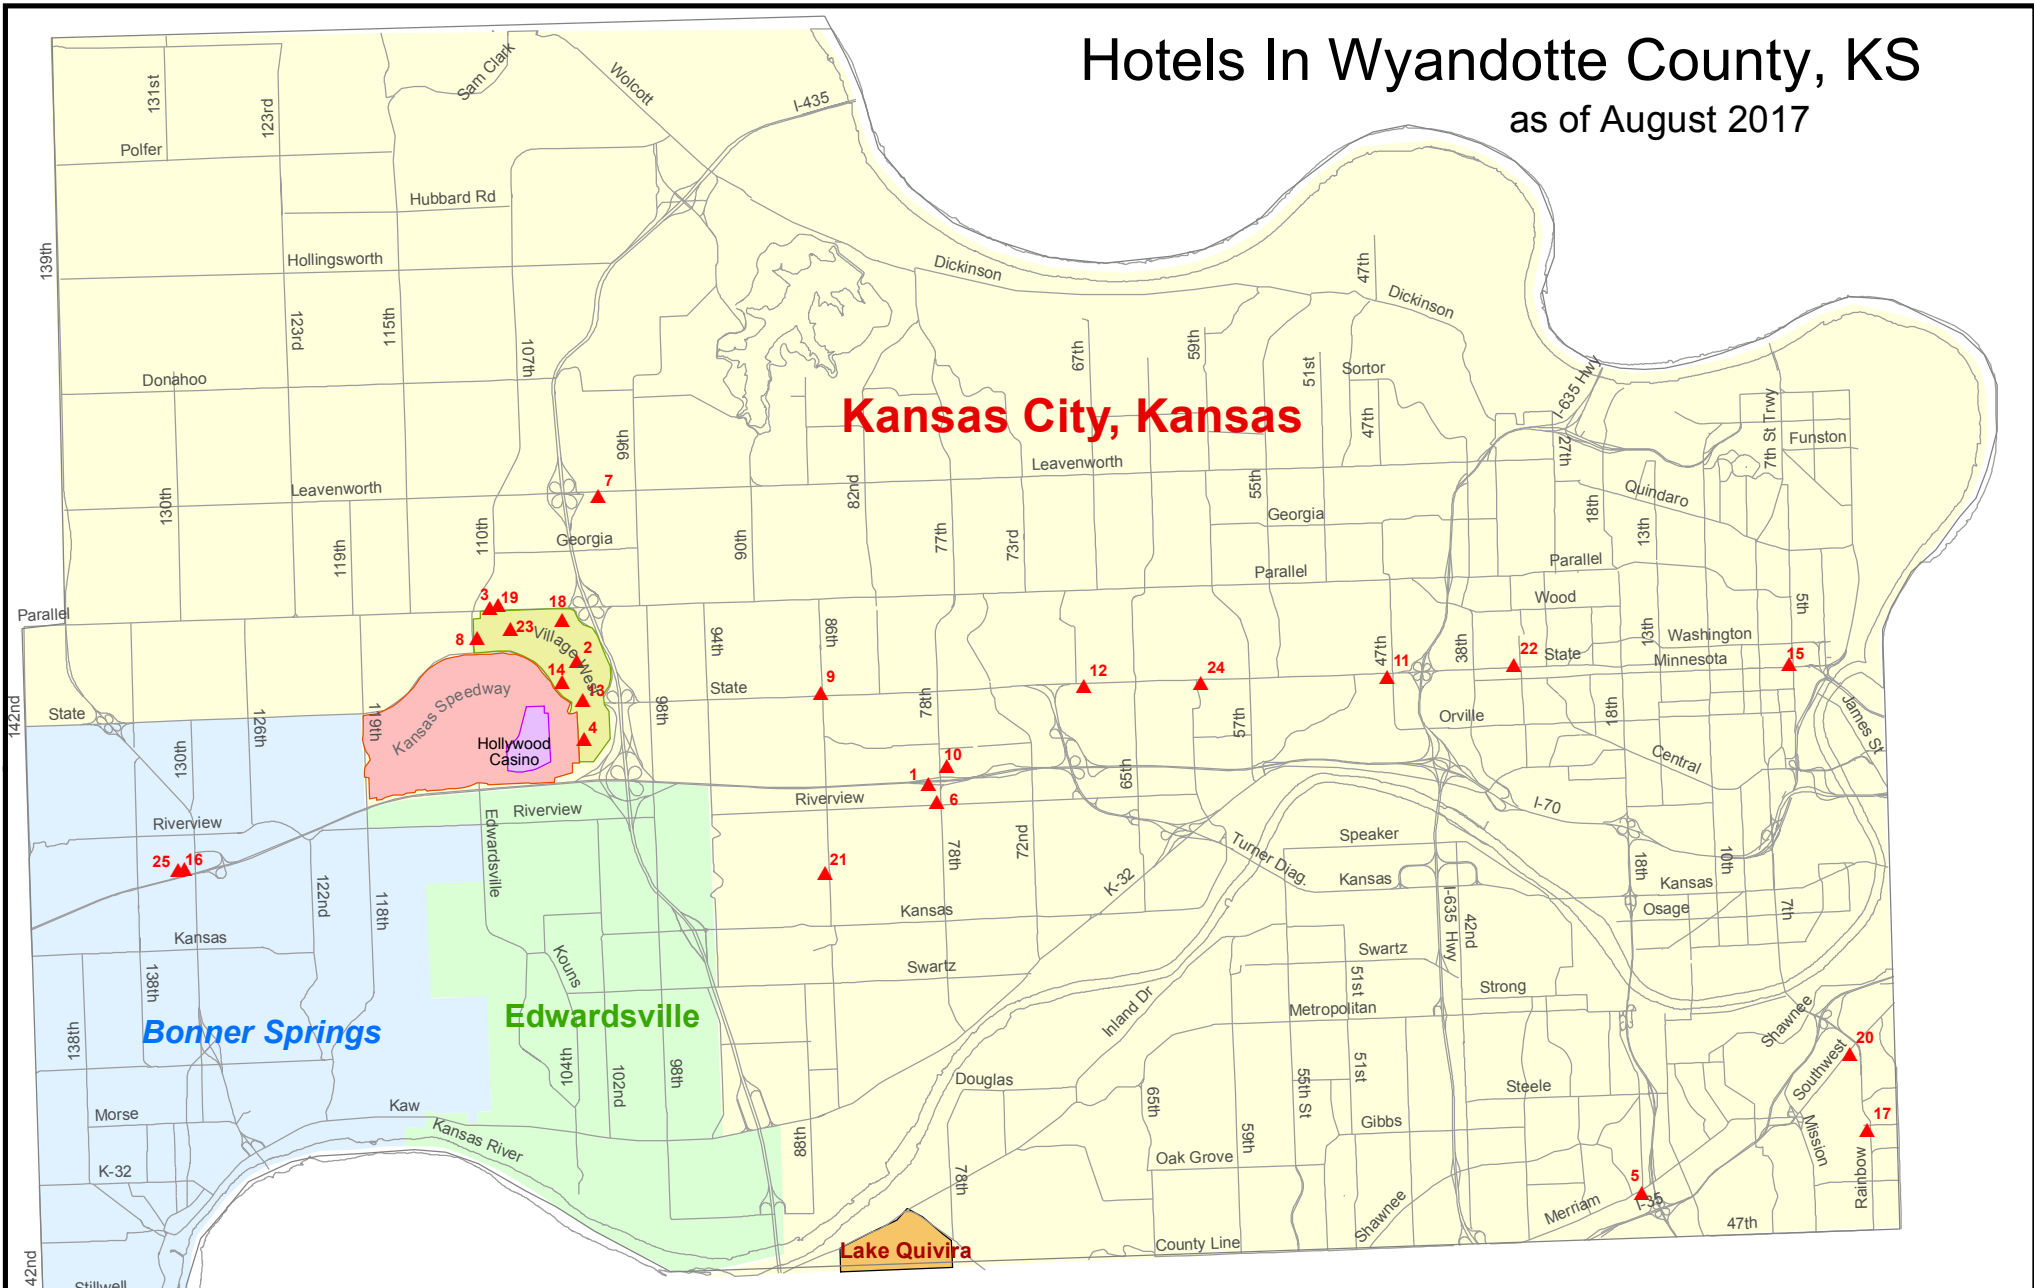 Hotels In Wyandotte County, KS
as of August 2017
Sam Clark
Wolcott
I-435
131st
123rd
Polfer
Hubbard Rd
139th
Hollingsworth
Dickinson
47th
Dickinson
123rd
115th
107th
67th
59th
51st
Sortor
I-635 Hwy
Donahoo
Kansas City, Kansas
99th
47th
27th
7th St Trwy
Funston
Leavenworth
7
Leavenworth
130th
82nd
55th
Quindaro
110th
Georgia
18th
13th
119th
Georgia
90th
77th
73rd
Parallel
Parallel
Parallel
3
19
18
Wood
5th
8
23
Village West
2
94th
86th
47th
38th
13th
Washington
22
State
Minnesota
15
14
13
Kansas Speedway
State
9
12
24
11
142nd
State
126th
119th
98th
78th
57th
Orville
18th
James St
130th
4
Hollywood
Casino
10
1
65th
Central
Riverview
6
I-70
Riverview
Riverview
Edwardsville
Speaker
25
16
21
78th
72nd
Turner Diag.
K-32
18th
10th
122nd
118th
Kansas
Kansas
Kansas
Osage
I-635 Hwy
42nd
7th
Kansas
Kouns
Swartz
Swartz
138th
51st
Strong
Bonner Springs
Edwardsville
Inland Dr
Metropolitan
Shawnee
138th
104th
102nd
98th
Douglas
65th
55th St
51st
Steele
Southwest
20
Morse
Kaw
Kansas River
88th
59th
Gibbs
Mission
17
K-32
Oak Grove
78th
Rainbow
5
Shawnee
Merriam
I-35
47th
Lake Quivira
County Line
42nd
Stillwell